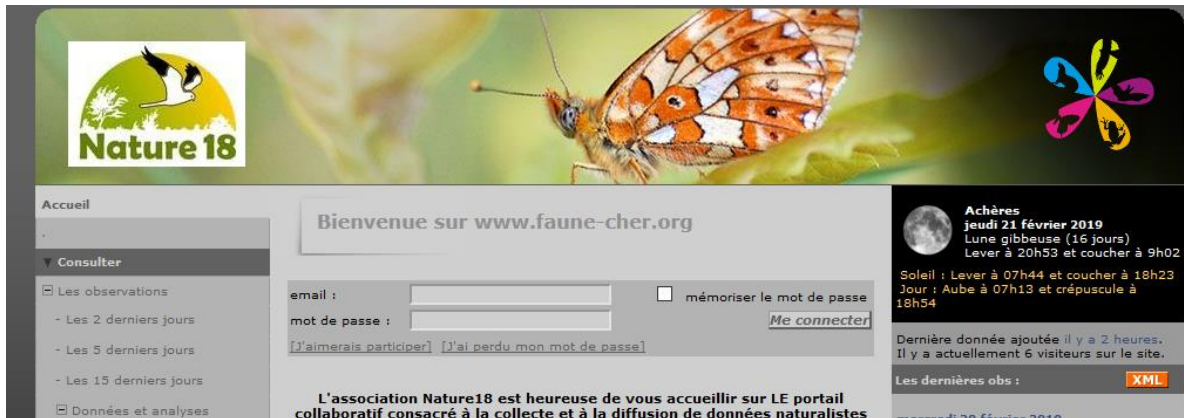 Nature 18
Accueil
.
Consulter
Les observations
- Les 2 derniers jours
- Les 5 derniers jours
- Les 15 derniers jours
Données et analyses
Bienvenue sur www.faune-cher.org
email :
mémoriser le mot de passe
mot de passe :
Me connecter
[J'aimerais participer] [J'ai perdu mon mot de passe]
L'association Nature18 est heureuse de vous accueillir sur LE portail
collaboratif consacré à la collecte et à la diffusion de données naturalistes
Achères
jeudi 21 février 2019
Lune gibbeuse (16 jours)
Lever à 20h53 et coucher à 9h02
Soleil : Lever à 07h44 et coucher à 18h23
Jour : Aube à 07h13 et crépuscule à
18h54
Dernière donnée ajoutée il y a 2 heures.
Il y a actuellement 6 visiteurs sur le site.
Les dernières obs :
XML
mercredi 20 février 2019